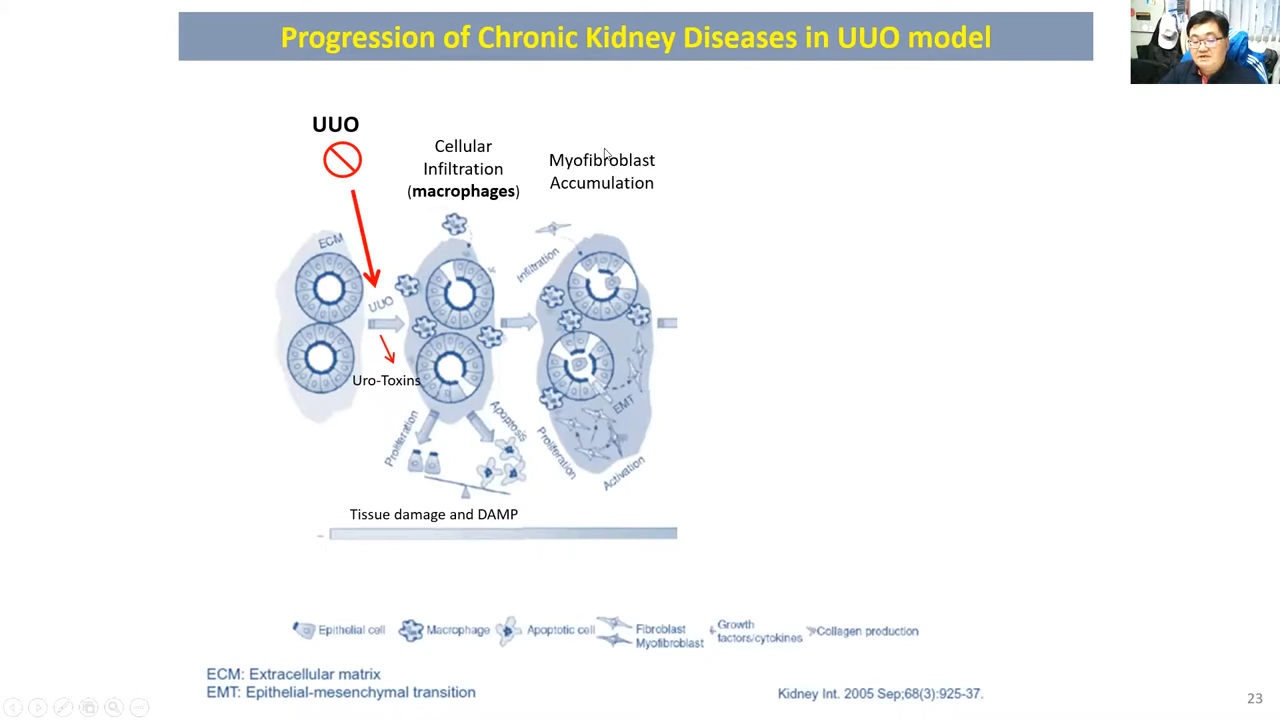 Progression of Chronic Kidney Diseases in UUO model
UUO
Cellular
Infiltration
(macrophages)
Myofibroblast
Accumulation
ECM
UUO
Uro-Toxins
Proliferation
Apoptosis
Tissue damage and DAMP
Infiltration
EMT
Proliferation
Activation
Epithelial cell
Macrophage
Apoptotic cell
Fibroblast
Myofibroblast
Growth
factors/cytokines
Collagen production
ECM: Extracellular matrix
EMT: Epithelial-mesenchymal transition
Kidney Int. 2005 Sep;68(3):925-37.
23